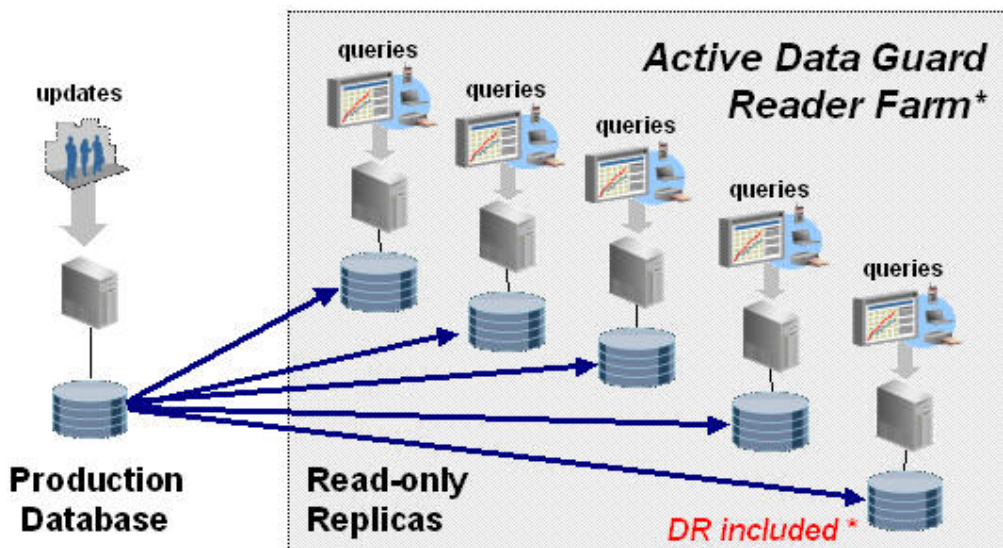 updates
queries
queries
queries
queries
queries
Active Data Guard
Reader Farm*
Production
Database
Read-only
Replicas
DR included *